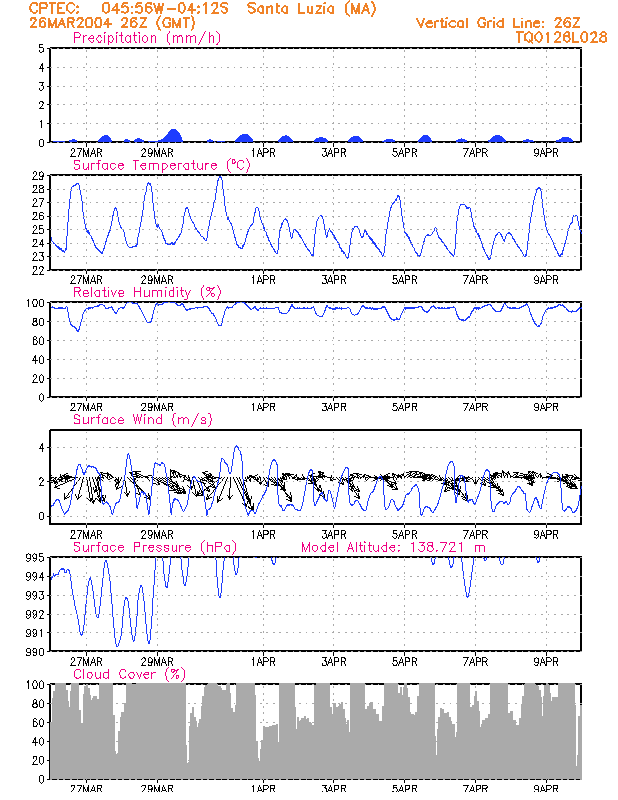 CPTEC: 045:56W-04:12S Santa Luzia (MA)
26MAR2004 26Z (GMT) Vertical Grid Line: 26Z
Precipitation (mm/h) TQ0126L028
5
4
3
2
1
0
27MAR 29MAR 1APR 3APR 5APR 7APR 9APR
Surface Temperature (°C)
29
28
27
26
25
24
23
22
27MAR 29MAR 1APR 3APR 5APR 7APR 9APR
Relative Humidity (%)
100
80
60
40
20
0
27MAR 29MAR 1APR 3APR 5APR 7APR 9APR
Surface Wind (m/s)
4
2
0
27MAR 29MAR 1APR 3APR 5APR 7APR 9APR
Surface Pressure (hPa) Model Altitude: 138.721 m
995
994
993
992
991
990
27MAR 29MAR 1APR 3APR 5APR 7APR 9APR
Cloud Cover (%)
100
80
60
40
20
0
27MAR 29MAR 1APR 3APR 5APR 7APR 9APR